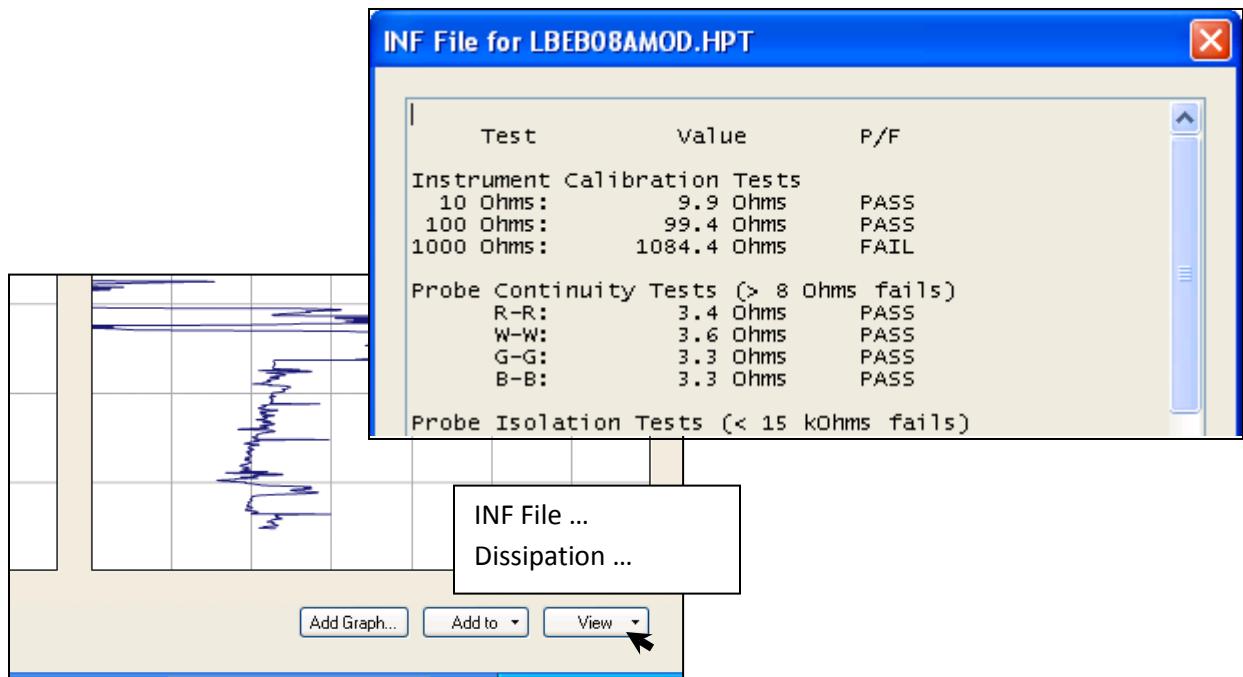 INF File for LBEB08AMOD.HPT
Test Value P/F
Instrument Calibration Tests
10 Ohms: 9.9 Ohms PASS
100 Ohms: 99.4 Ohms PASS
1000 Ohms: 1084.4 Ohms FAIL
Probe Continuity Tests (> 8 Ohms fails)
R-R: 3.4 Ohms PASS
W-W: 3.6 Ohms PASS
G-G: 3.3 Ohms PASS
B-B: 3.3 Ohms PASS
Probe Isolation Tests (< 15 kOhms fails)
INF File …
Dissipation …
Add Graph... Add to View